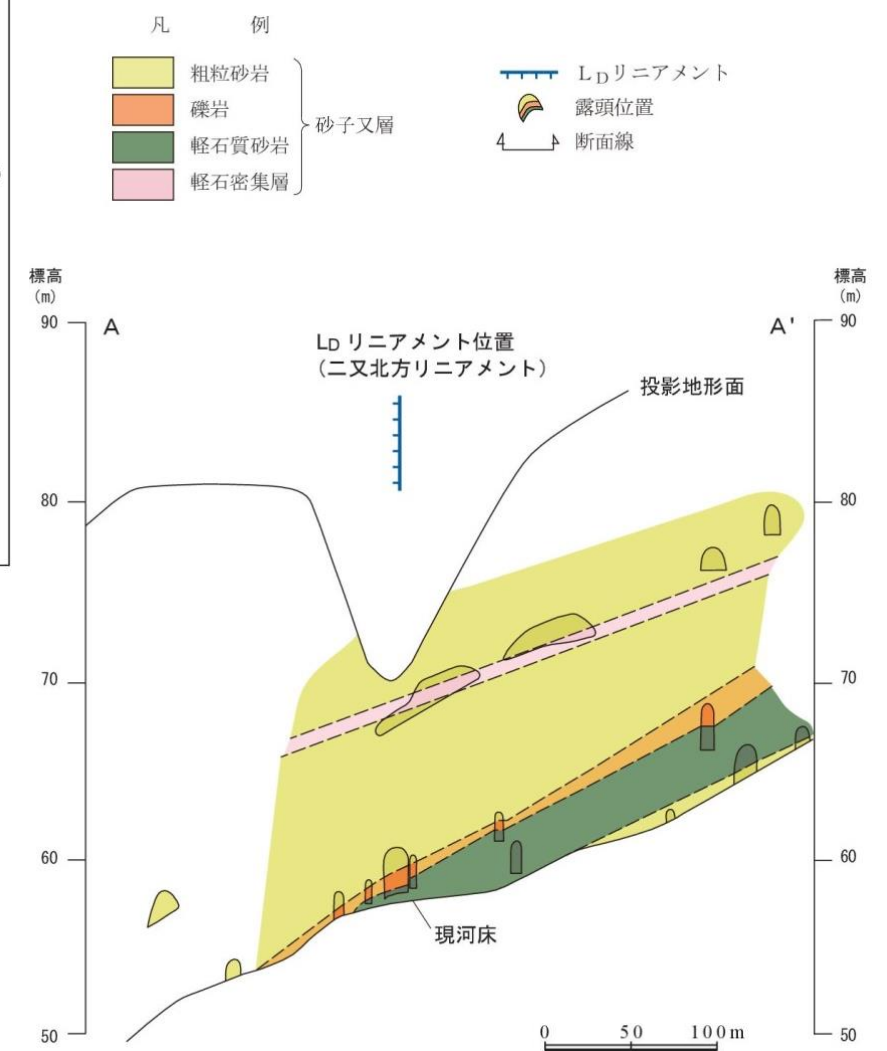 凡 例
粗粒砂岩
礫岩
軽石質砂岩
軽石密集層
砂子又層
LDリニアメント
露頭位置
断面線
標高
(m)
標高
(m)
90
A
A'
90
LD リニアメント位置
(二又北方リニアメント)
投影地形面
80
80
70
70
60
60
現河床
50
50
0 50 100m